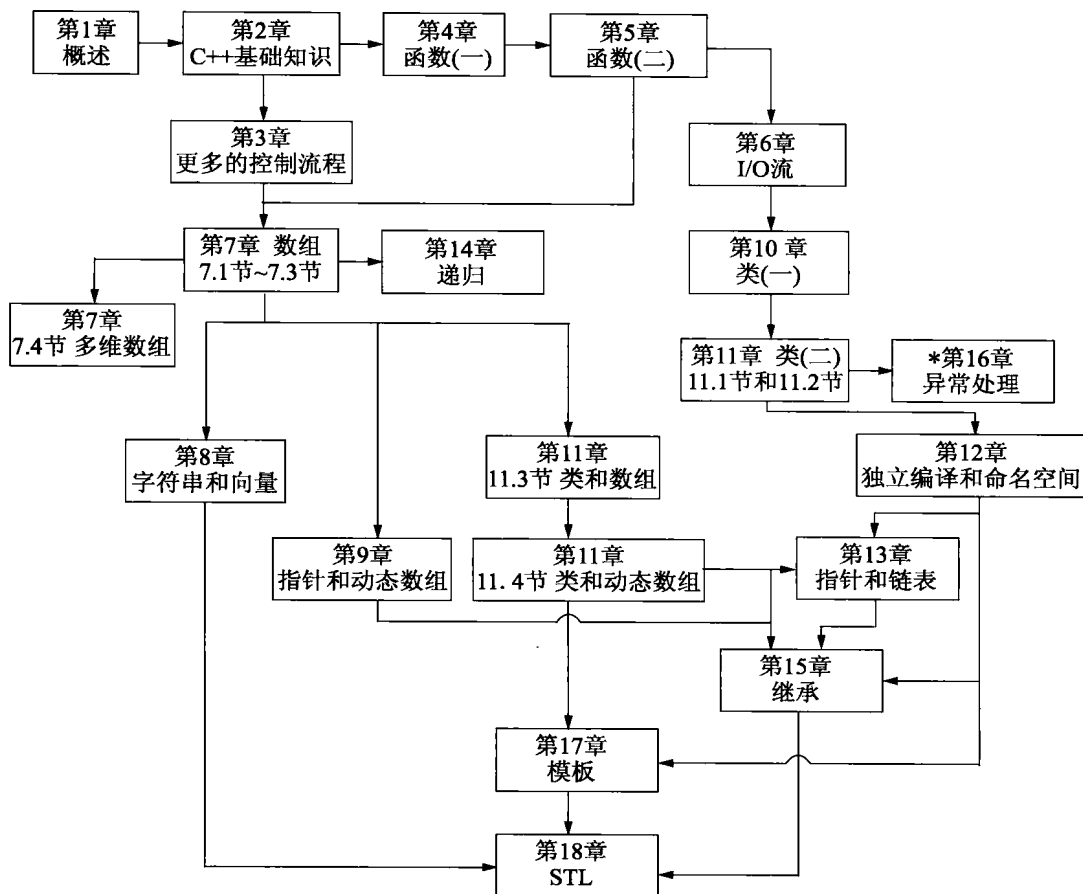 第1章
概述
第2章
C++基础知识
第4章
函数(一)
第5章
函数(二)
第3章
更多的控制流程
第6章
I/O流
第7章 数组
7.1节~7.3节
第14章
递归
第10 章
类(一)
第7章
7.4节 多维数组
第11章 类(二)
11.1节和11.2节
*第16章
异常处理
第8章
字符串和向量
第11章
11.3节 类和数组
第12章
独立编译和命名空间
第9章
指针和动态数组
第11章
11. 4节 类和动态数组
第13章
指针和链表
第15章
继承
第17章
模板
第18章
STL